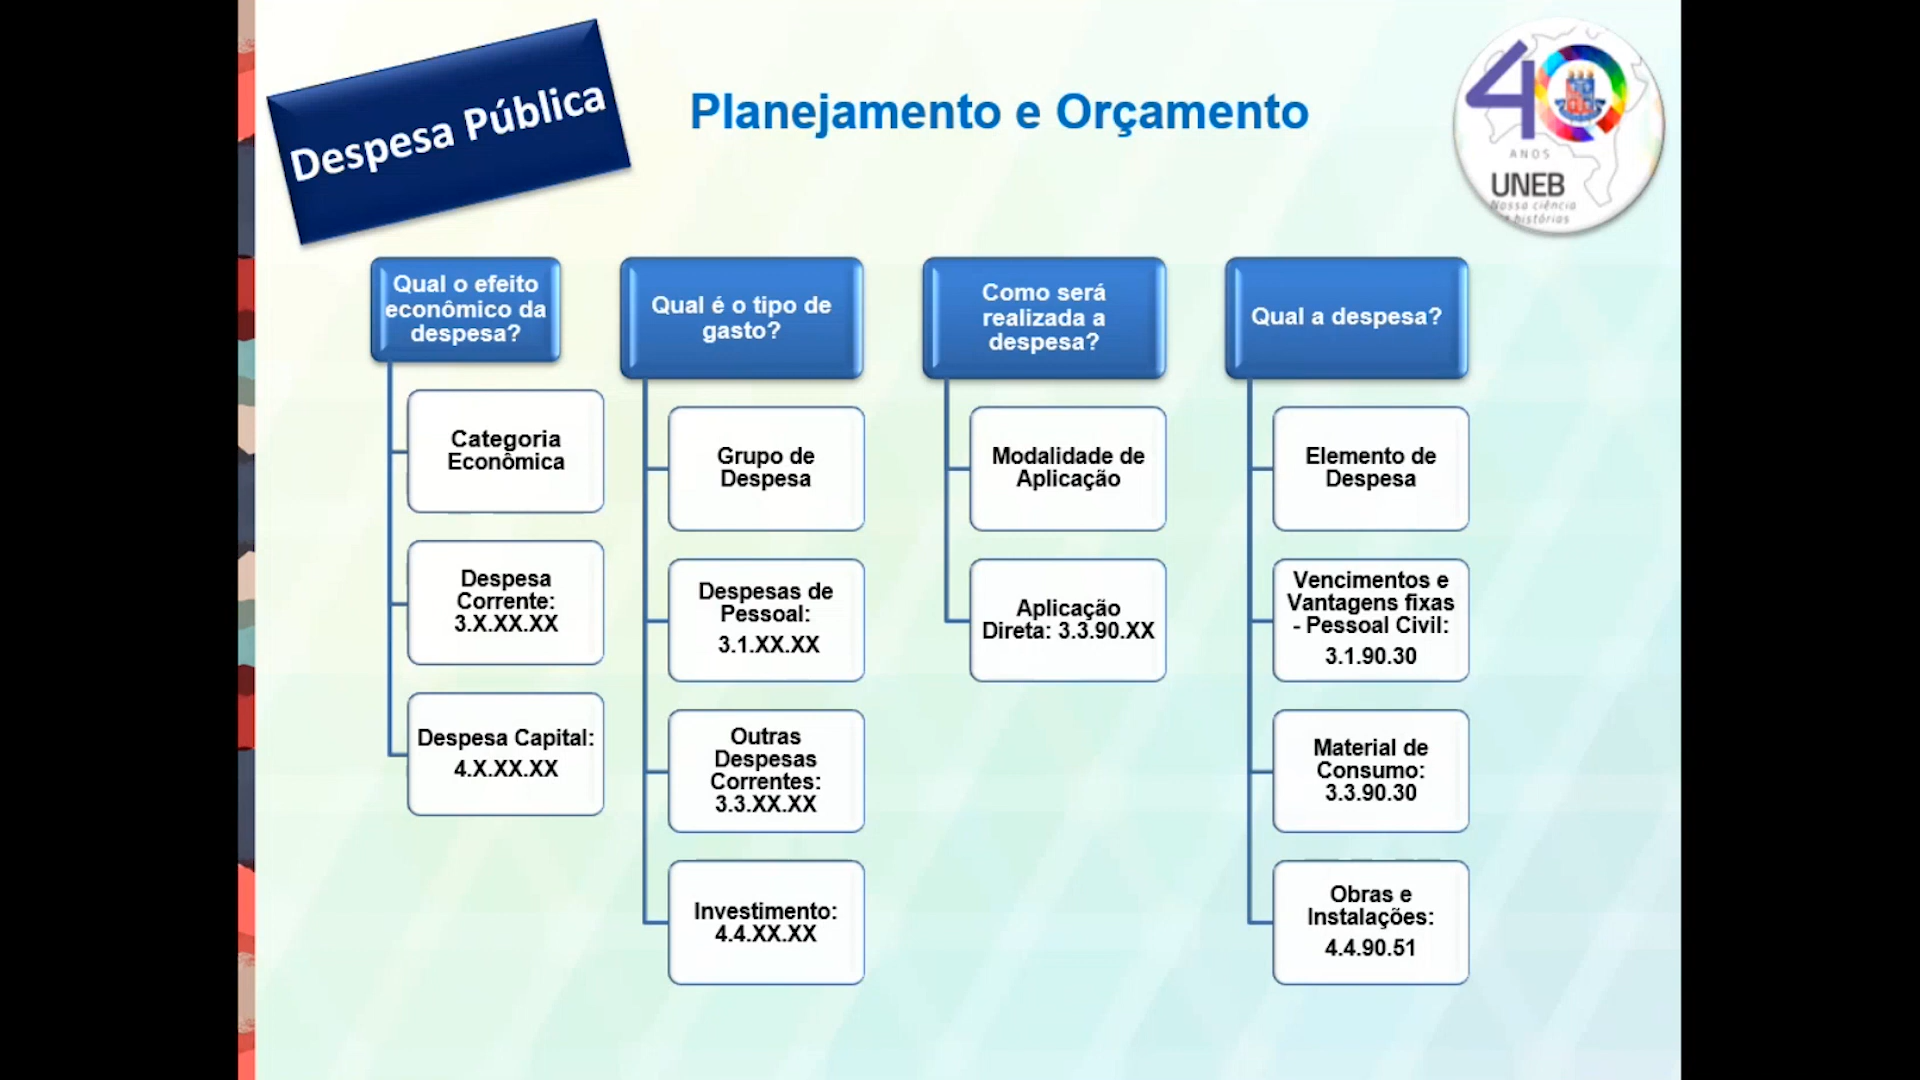 Despesa Pública
Planejamento e Orçamento
40
ANOS
UNEB
Nossa ciência
histórias
Qual o efeito
econômico da
despesa?
Categoria
Econômica
Despesa
Corrente:
3.X.XX.XX
Despesa Capital:
4.X.XX.XX
Qual é o tipo de
gasto?
Grupo de
Despesa
Despesas de
Pessoal:
3.1.XX.XX
Outras
Despesas
Correntes:
3.3.XX.XX
Investimento:
4.4.XX.XX
Como será
realizada a
despesa?
Modalidade de
Aplicação
Aplicação
Direta: 3.3.90.XX
Qual a despesa?
Elemento de
Despesa
Vencimentos e
Vantagens fixas
- Pessoal Civil:
3.1.90.30
Material de
Consumo:
3.3.90.30
Obras e
Instalações:
4.4.90.51